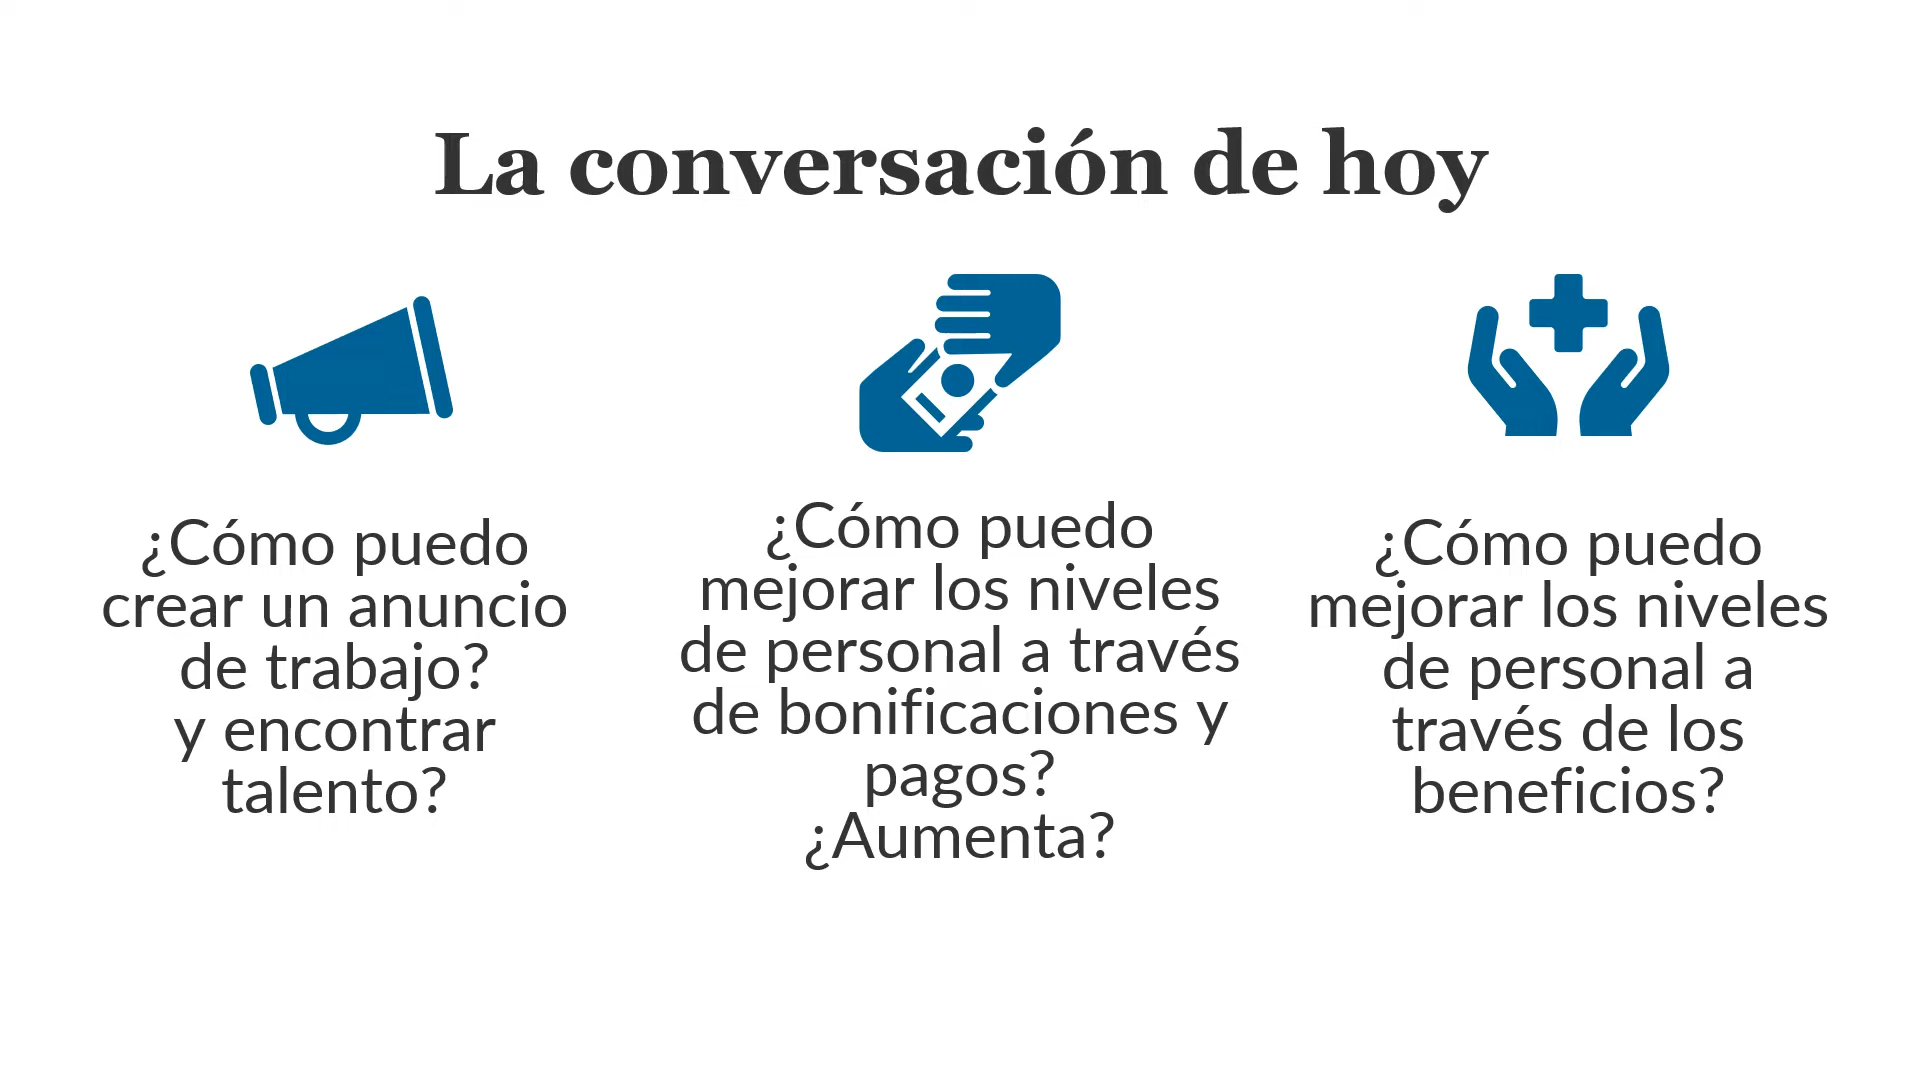 La conversación de hoy
¿Cómo puedo
crear un anuncio
de trabajo?
y encontrar
talento?
¿Cómo puedo
mejorar los niveles
de personal a través
de bonificaciones y
pagos?
¿Aumenta?
¿Cómo puedo
mejorar los niveles
de personal a
través de los
beneficios?